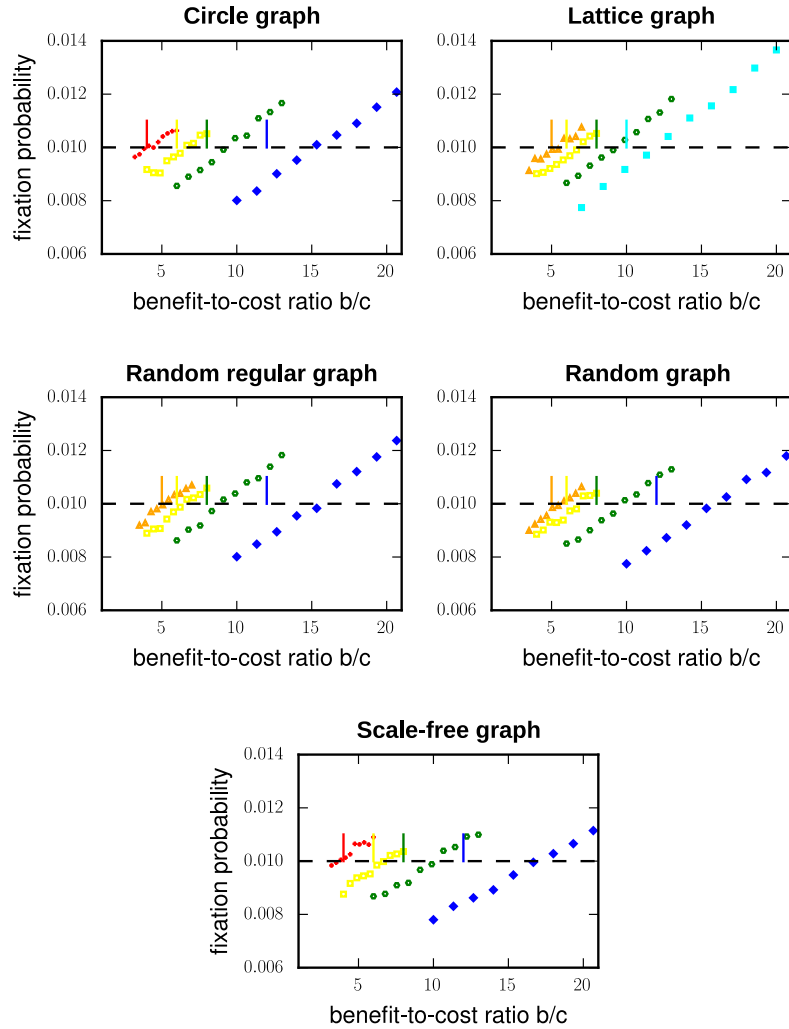 Circle graph
Lattice graph
fixation probability
0.014
0.012
0.010
0.008
0.006
5 10 15 20
benefit-to-cost ratio b/c
0.014
0.012
0.010
0.008
0.006
5 10 15 20
benefit-to-cost ratio b/c
Random regular graph
Random graph
fixation probability
0.014
0.012
0.010
0.008
0.006
5 10 15 20
benefit-to-cost ratio b/c
0.014
0.012
0.010
0.008
0.006
5 10 15 20
benefit-to-cost ratio b/c
Scale-free graph
fixation probability
0.014
0.012
0.010
0.008
0.006
5 10 15 20
benefit-to-cost ratio b/c